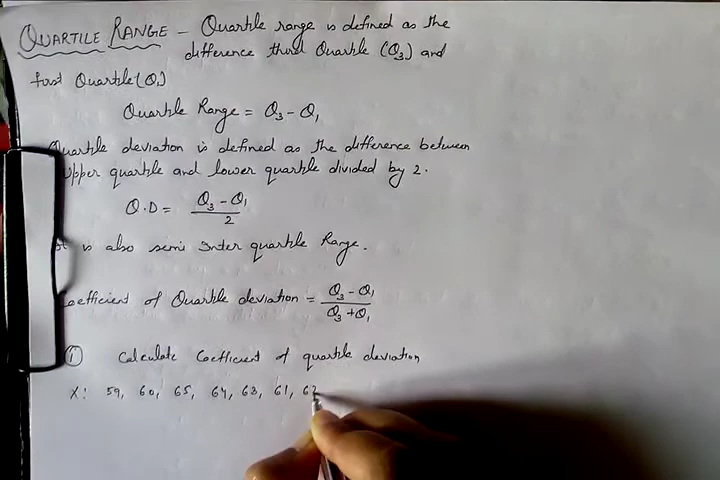 QUARTILE RANGE - Quartile range is defined as the
difference third Quartile (Q3) and
first Quartile (Q1)
Quartile Range = Q3 - Q1
Quartile deviation is defined as the difference between
Upper quartile and lower quartile divided by 2.
Q.D = Q3 - Q1 / 2
It is also semi Inter quartile Range.
Coefficient of Quartile deviation = Q3 - Q1 / Q3 + Q1
① Calculate Coefficient of quartile deviation
X: 59, 60, 65, 64, 63, 61,